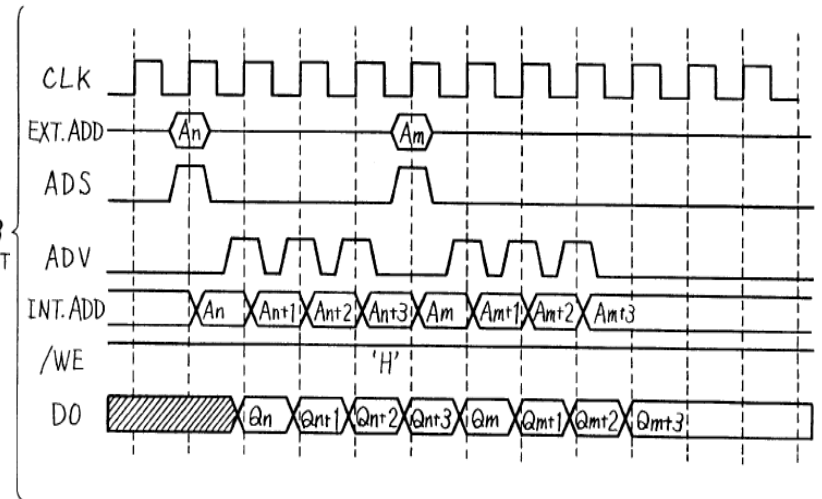 CLK
EXT.ADD An Am
ADS
T ADV
INT.ADD An An+1 An+2 An+3 Am Am+1 Am+2 Am+3
/WE 'H'
DO Qn Qn+1 Qn+2 Qn+3 Qm Qm+1 Qm+2 Qm+3